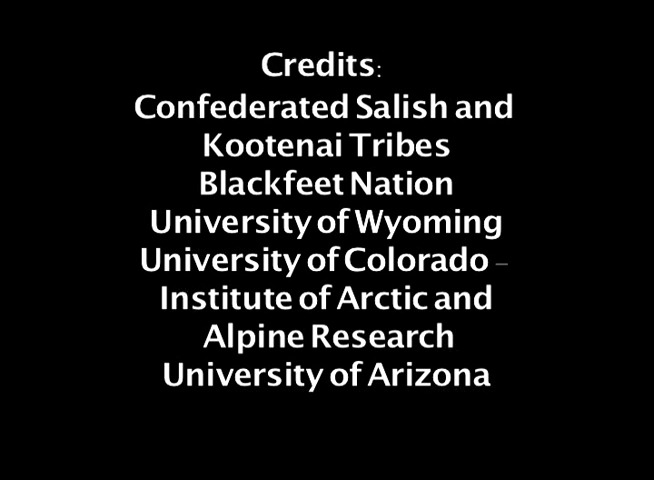 Credits:
Confederated Salish and
Kootenai Tribes
Blackfeet Nation
University of Wyoming
University of Colorado –
Institute of Arctic and
Alpine Research
University of Arizona